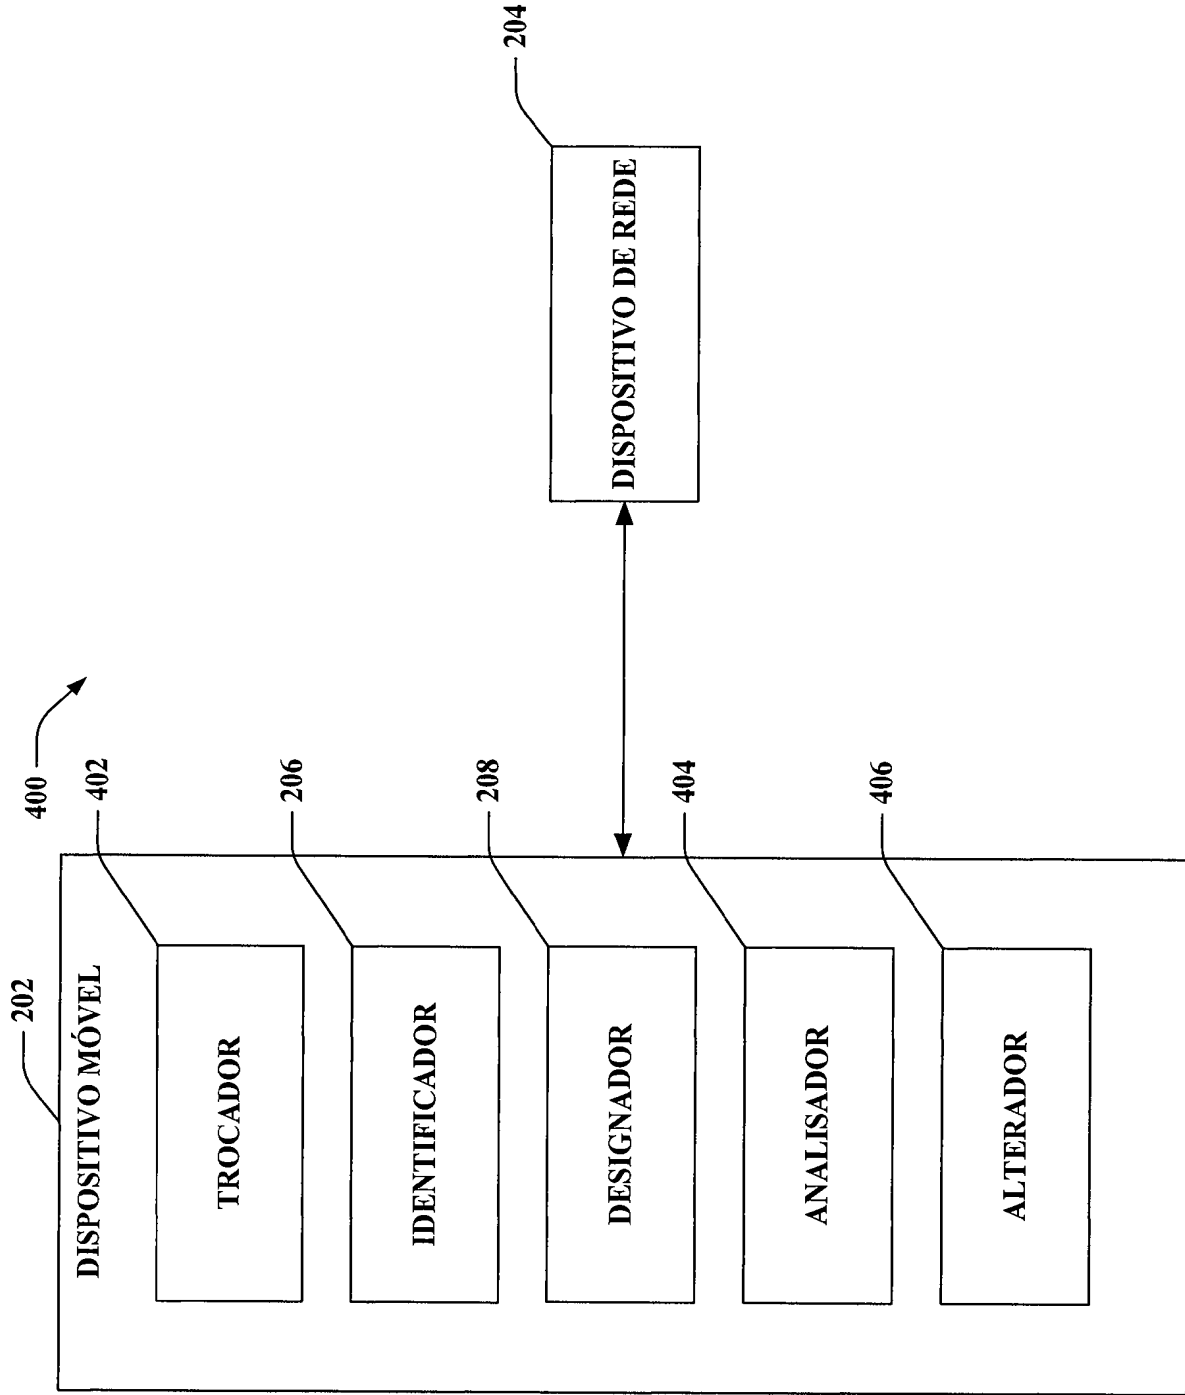 400
202
DISPOSITIVO MÓVEL
402
TROCADOR
206
IDENTIFICADOR
208
DESIGNADOR
404
ANALISADOR
406
ALTERADOR
204
DISPOSITIVO DE REDE